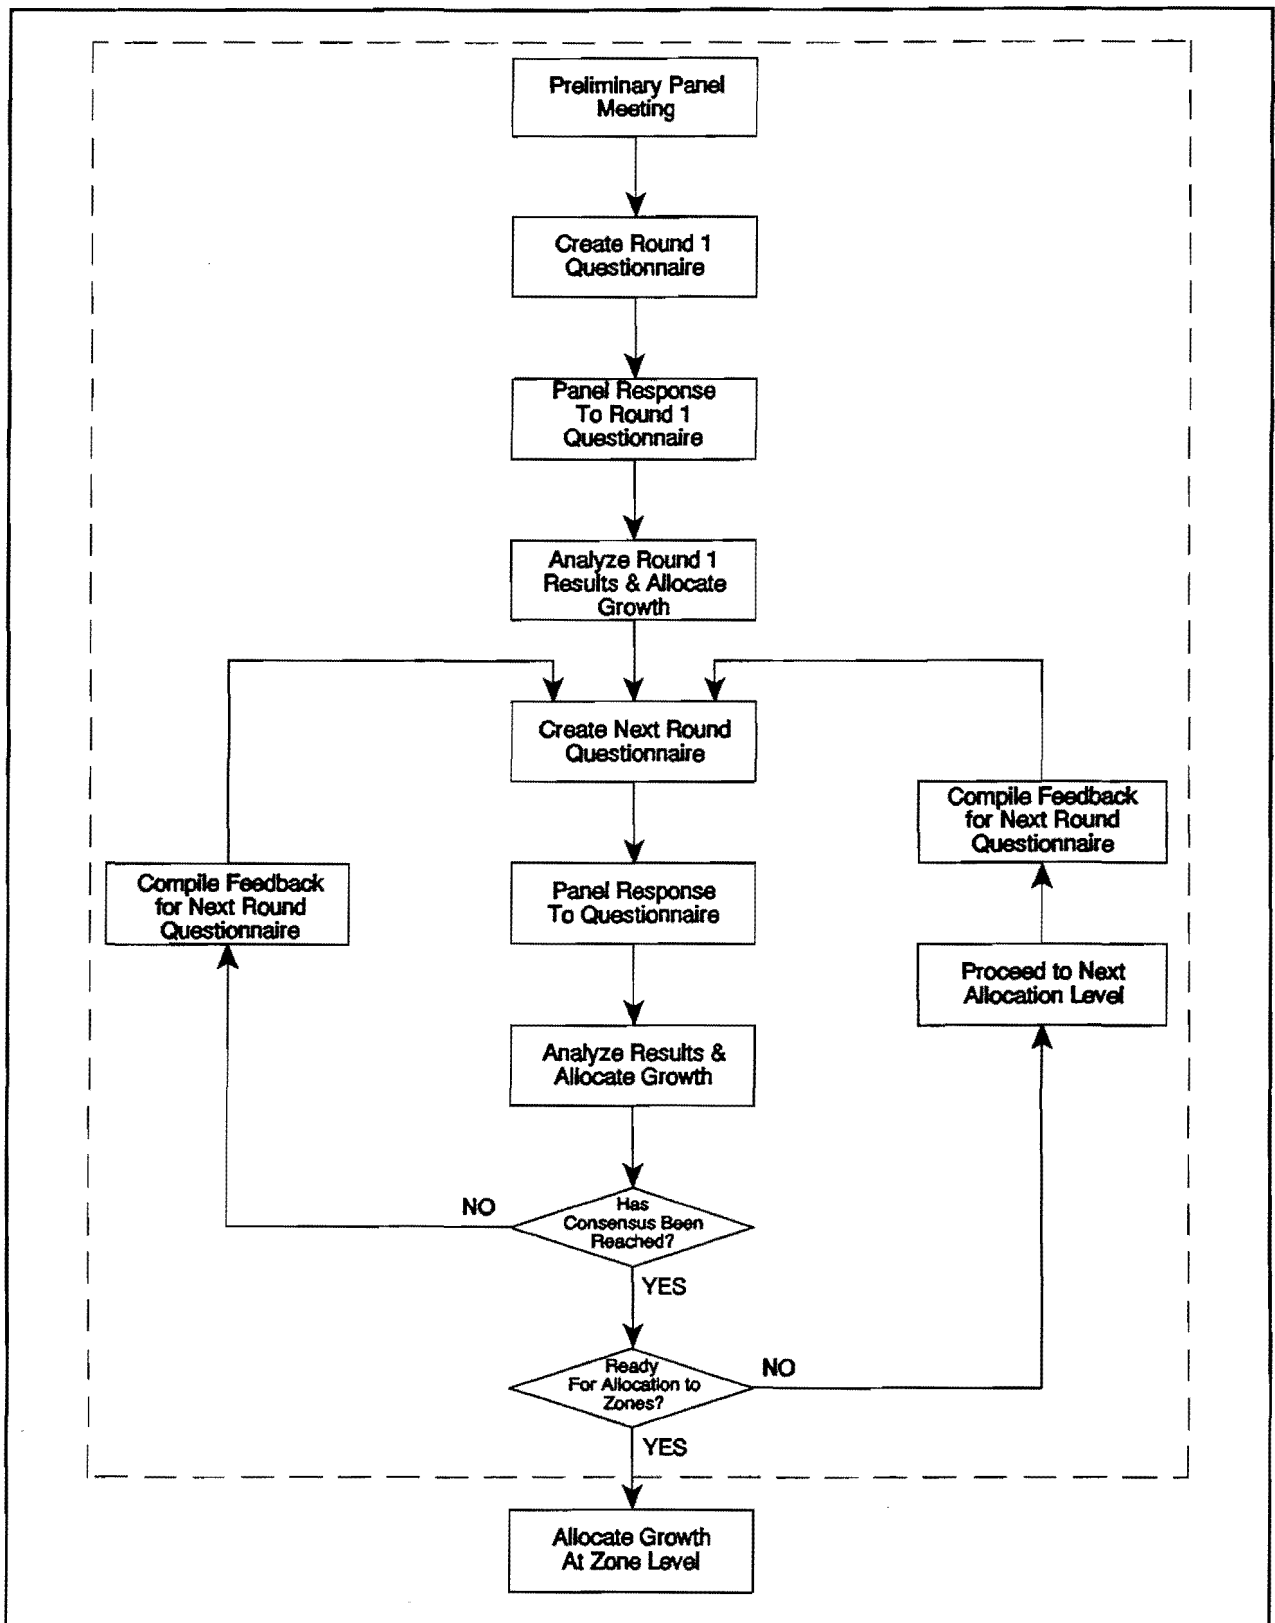 Preliminary Panel
Meeting
Create Round 1
Questionnaire
Panel Response
To Round 1
Questionnaire
Analyze Round 1
Results & Allocate
Growth
Create Next Round
Questionnaire
Compile Feedback
for Next Round
Questionnaire
Compile Feedback
for Next Round
Questionnaire
Panel Response
To Questionnaire
Proceed to Next
Allocation Level
Analyze Results &
Allocate Growth
NO
Has
Consensus Been
Reached?
YES
Ready
For Allocation to
Zones?
NO
YES
Allocate Growth
At Zone Level